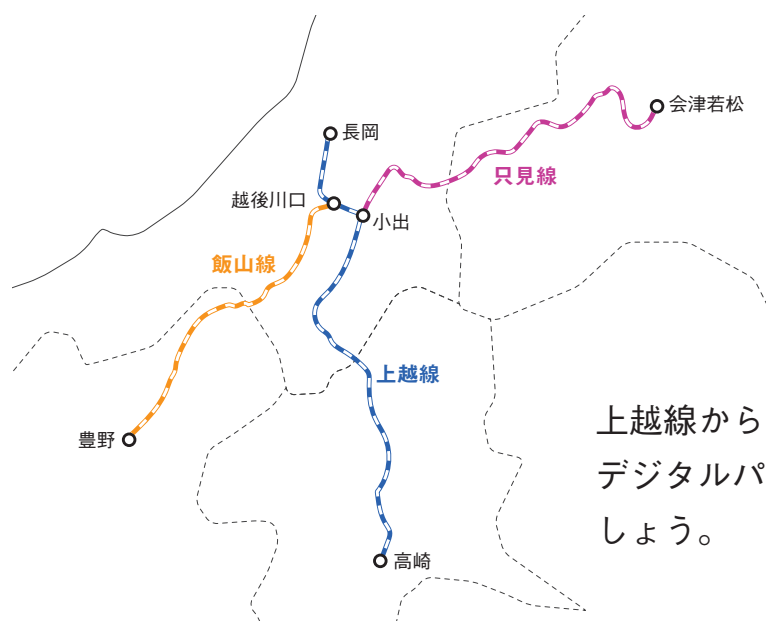 会津若松
長岡
只見線
越後川口
小出
飯山線
上越線
豊野
高崎
上越線から
デジタルパ
しょう。